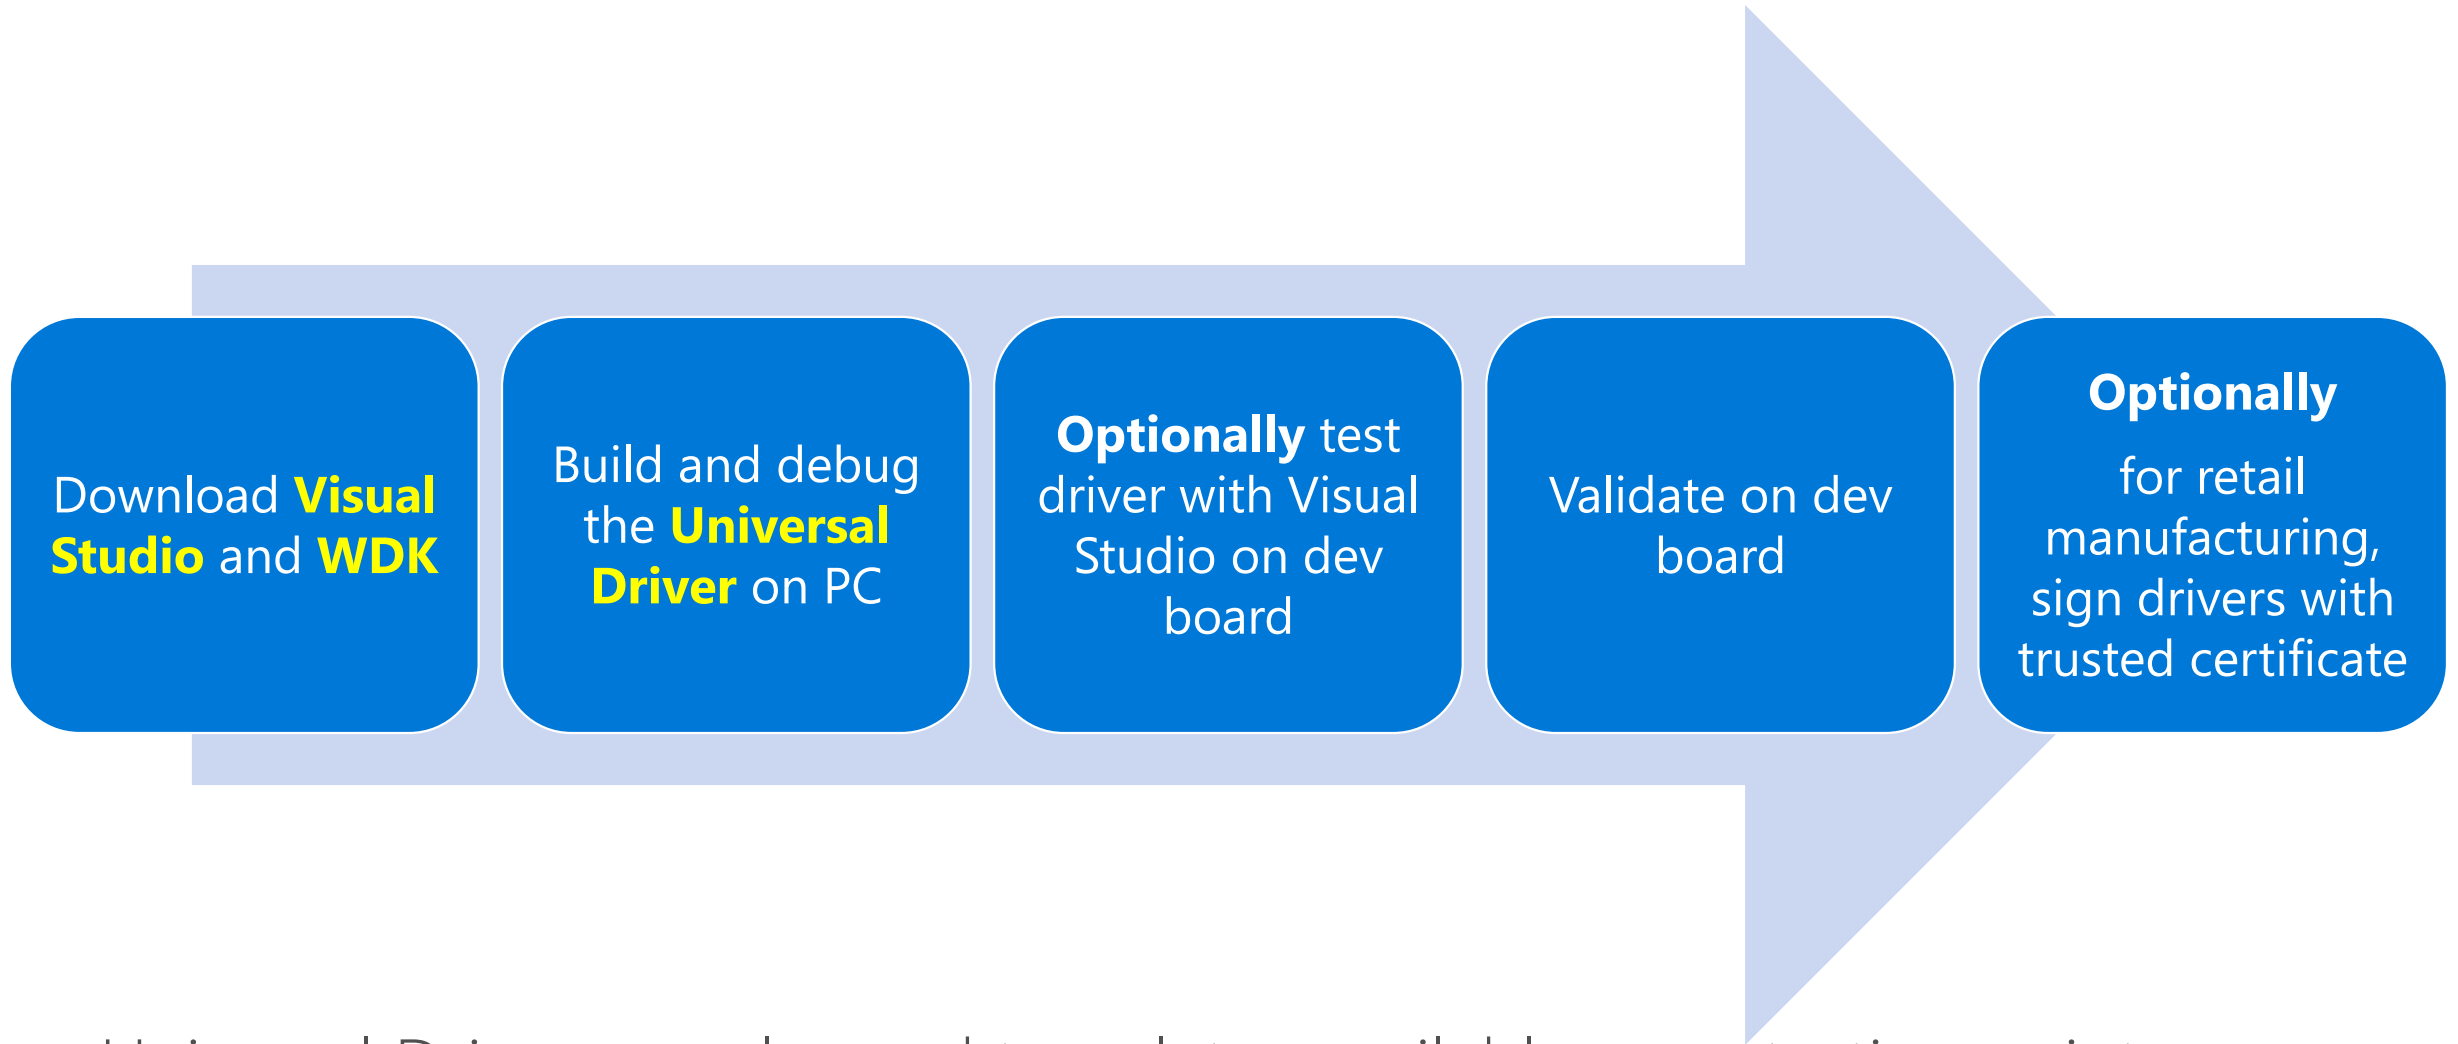 Download Visual
Studio and WDK
Build and debug
the Universal
Driver on PC
Optionally test
driver with Visual
Studio on dev
board
Validate on dev
board
Optionally
for retail
manufacturing,
sign drivers with
trusted certificate